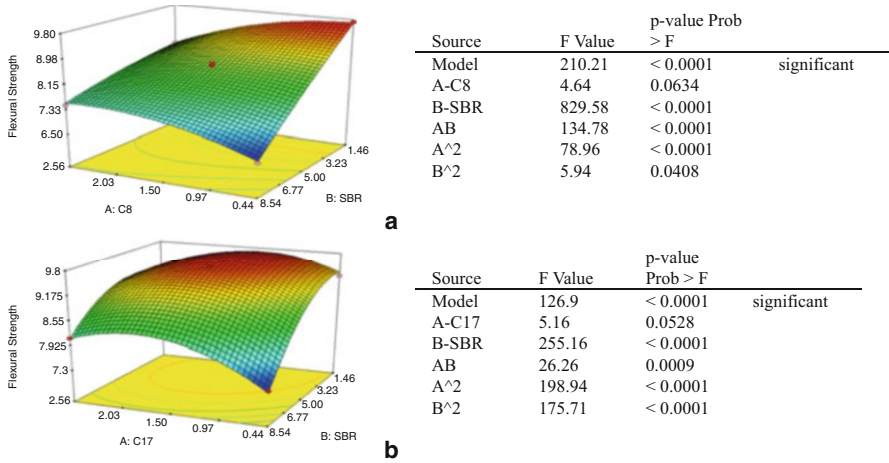 Flexural Strength
9.80
8.98
8.15
7.33
6.50
2.56
2.03
1.50
0.97
0.44
A: C8
8.54
6.77
5.00
3.23
1.46
B: SBR
Source F Value p-value Prob > F
Model 210.21 < 0.0001 significant
A-C8 4.64 0.0634
B-SBR 829.58 < 0.0001
AB 134.78 < 0.0001
A^2 78.96 < 0.0001
B^2 5.94 0.0408
a
Flexural Strength
9.8
9.175
8.55
7.925
7.3
2.56
2.03
1.50
0.97
0.44
A: C17
8.54
6.77
5.00
3.23
1.46
B: SBR
Source F Value p-value Prob > F
Model 126.9 < 0.0001 significant
A-C17 5.16 0.0528
B-SBR 255.16 < 0.0001
AB 26.26 0.0009
A^2 198.94 < 0.0001
B^2 175.71 < 0.0001
b